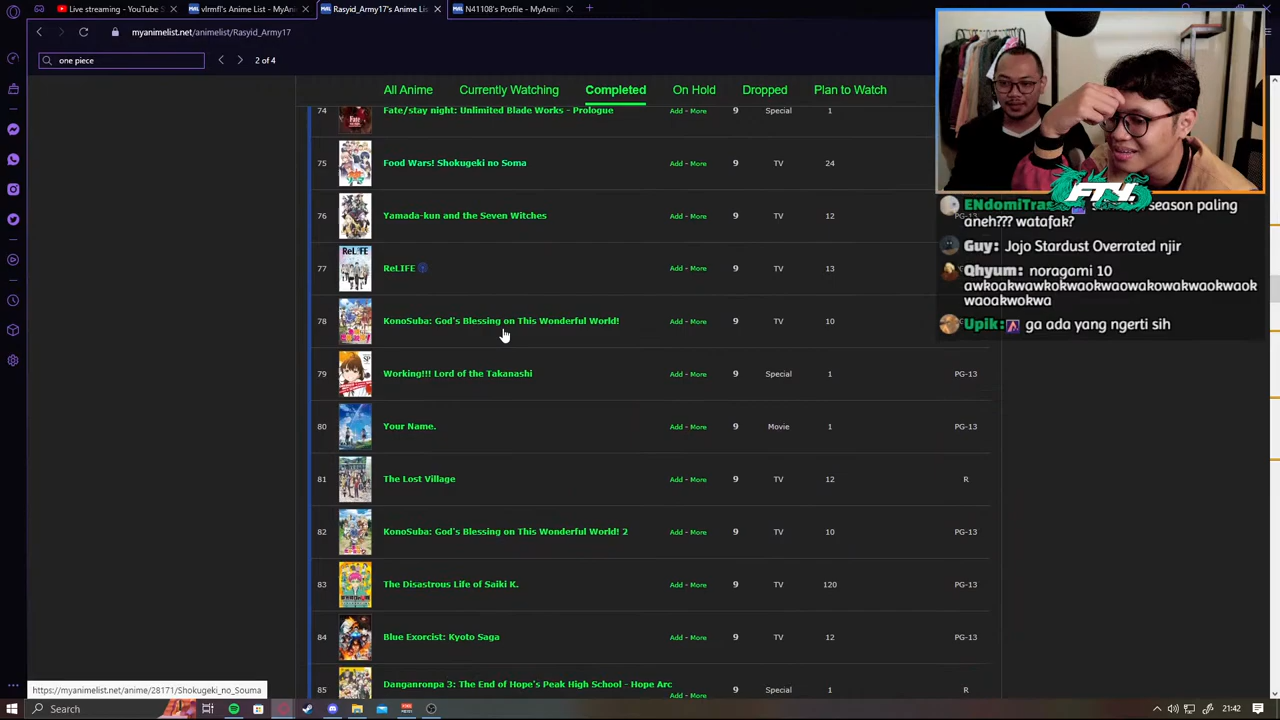 Live streaming - YouTube S
vlrmfl's Anime List - MyAni
Rasyid_Army17's Anime Lis
N41108's Profile - MyAnim
myanimelist.net/animelist/Rasyid_Army17
one piece
2 of 4
All Anime
Currently Watching
Completed
On Hold
Dropped
Plan to Watch
74 Fate/stay night: Unlimited Blade Works - Prologue Add - More 9 Special 1
75 Food Wars! Shokugeki no Soma Add - More 9 TV 24
76 Yamada-kun and the Seven Witches Add - More 9 TV 12 PG-13
77 ReLIFE Add - More 9 TV 13
78 KonoSuba: God's Blessing on This Wonderful World! Add - More 9 TV 10
79 Working!!! Lord of the Takanashi Add - More 9 Special 1 PG-13
80 Your Name. Add - More 9 Movie 1 PG-13
81 The Lost Village Add - More 9 TV 12 R
82 KonoSuba: God's Blessing on This Wonderful World! 2 Add - More 9 TV 10 PG-13
83 The Disastrous Life of Saiki K. Add - More 9 TV 120 PG-13
84 Blue Exorcist: Kyoto Saga Add - More 9 TV 12 PG-13
85 Danganronpa 3: The End of Hope's Peak High School - Hope Arc Add - More 9 Special 1 R
FTY.
season paling
aneh??? watafak?
Guy: Jojo Stardust Overrated njir
Qhyum: noragami 10
awkoakwawkokwaokwaowakowakwaokwaok
waoakwokwa
Upik: ga ada yang ngerti sih
https://myanimelist.net/anime/28171/Shokugeki_no_Souma
Search
21:42